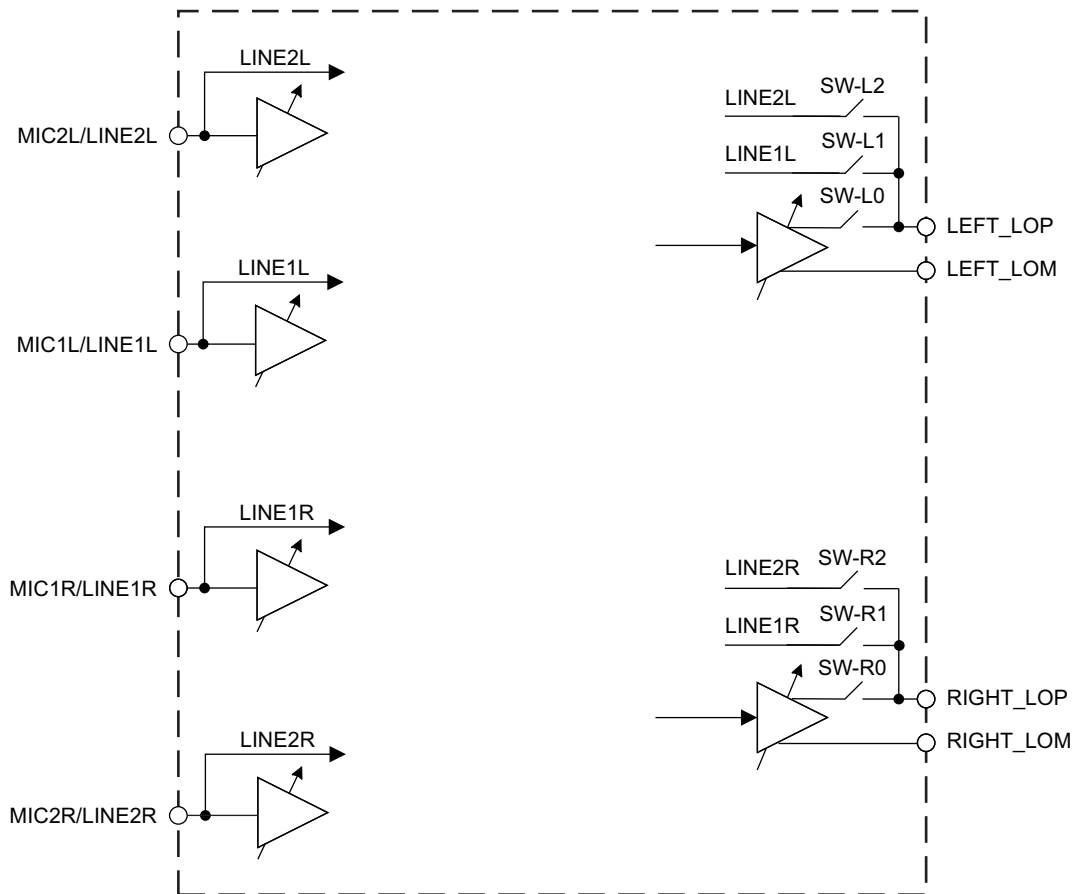 LINE2L
MIC2L/LINE2L
LINE1L
MIC1L/LINE1L
LINE1R
MIC1R/LINE1R
LINE2R
MIC2R/LINE2R
SW-L2
LINE2L
SW-L1
LINE1L
SW-L0
LEFT_LOP
LEFT_LOM
SW-R2
LINE2R
SW-R1
LINE1R
SW-R0
RIGHT_LOP
RIGHT_LOM